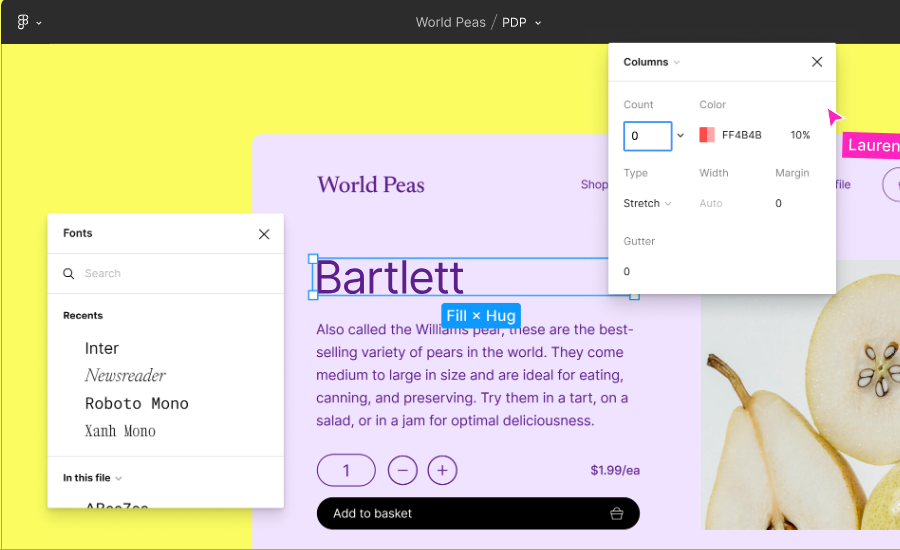 World Peas / PDP
Columns
Count Color
0 FF4B4B 10%
Type Width Margin
Stretch Auto 0
Gutter
0
Lauren
World Peas
Shop
file
Fonts
Search
Recents
Inter
Newsreader
Roboto Mono
Xanh Mono
In this file
ABeeZee
Bartlett
Fill × Hug
Also called the Williams pear, these are the best-
selling variety of pears in the world. They come
medium to large in size and are ideal for eating,
canning, and preserving. Try them in a tart, on a
salad, or in a jam for optimal deliciousness.
1 − + $1.99/ea
Add to basket